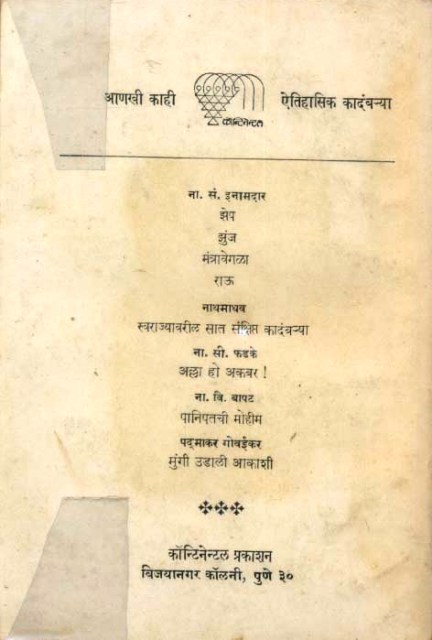 आणखी काही
कॉन्टिनेन्टल
ऐतिहासिक कादंबऱ्या
ना. सं. इनामदार
झेप
झुंज
मंत्रावेगळा
राऊ
नाथमाधव
स्वराज्यावरील सात संक्षिप्त कादंबऱ्या
ना. सी. फडके
अल्ला हो अकबर !
ना. वि. बापट
पानिपतची मोहीम
पद्माकर गोवईकर
मुंगी उडाली आकाशी
कॉन्टिनेन्टल प्रकाशन
विजयानगर कॉलनी, पुणे ३०